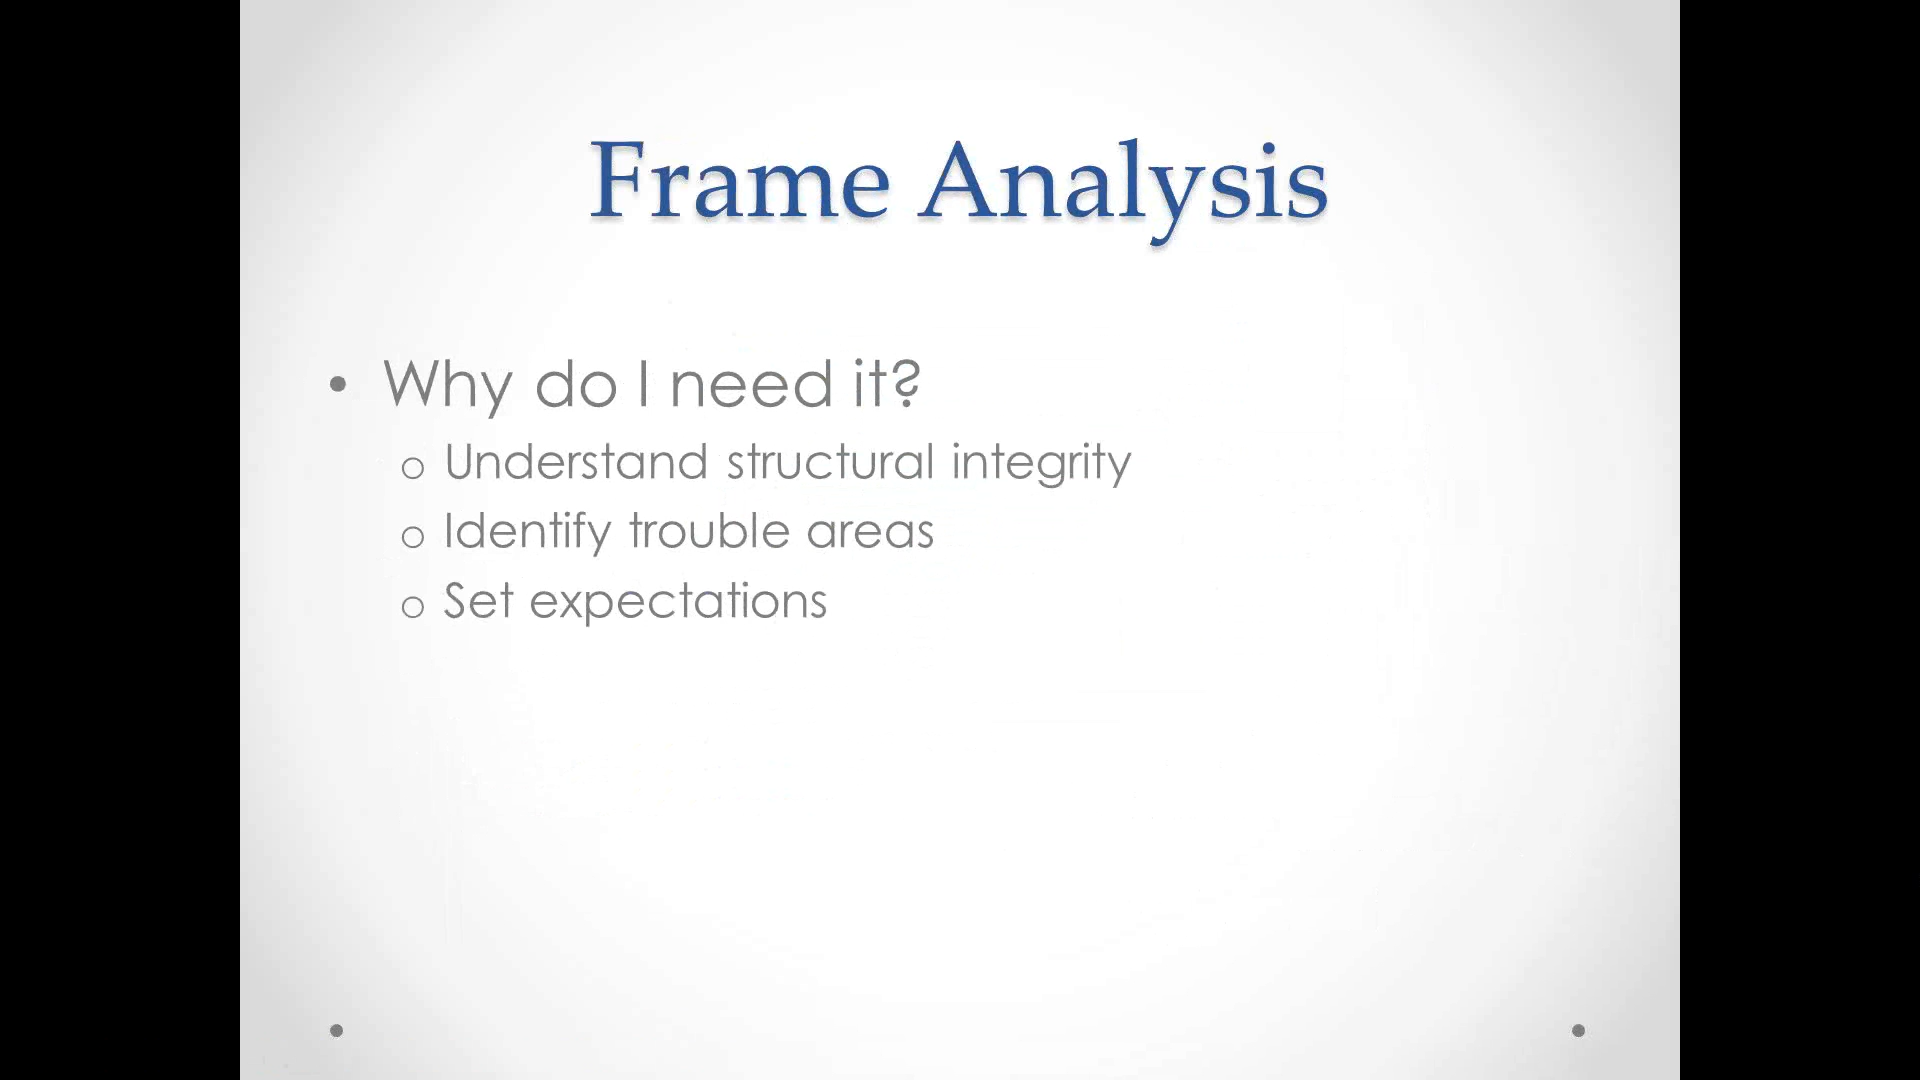 Frame Analysis
• Why do I need it?
o Understand structural integrity
o Identify trouble areas
o Set expectations